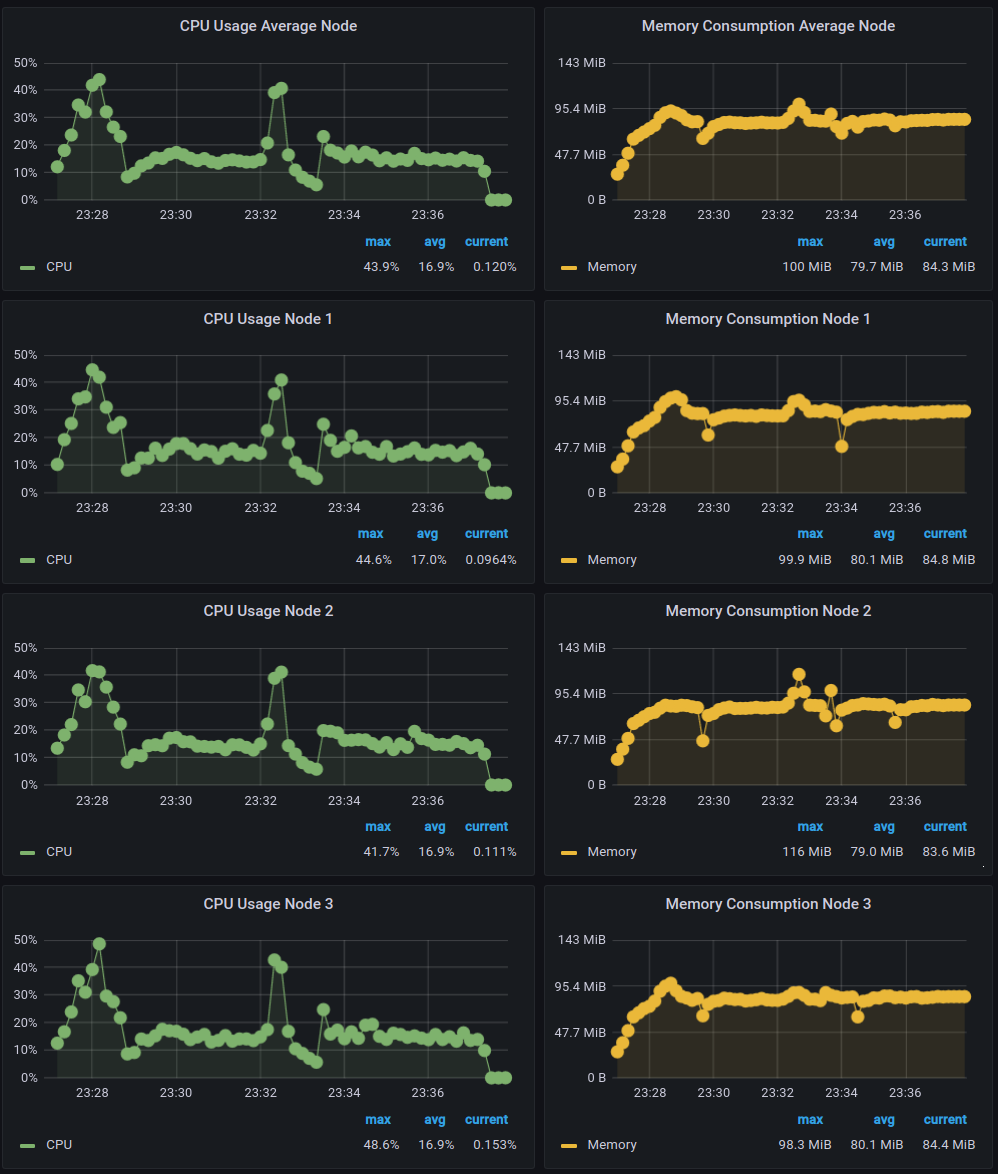 CPU Usage Average Node
50%
40%
30%
20%
10%
0%
23:28 23:30 23:32 23:34 23:36
max avg current
CPU 43.9% 16.9% 0.120%
Memory Consumption Average Node
143 MiB
95.4 MiB
47.7 MiB
0 B
23:28 23:30 23:32 23:34 23:36
max avg current
Memory 100 MiB 79.7 MiB 84.3 MiB
CPU Usage Node 1
50%
40%
30%
20%
10%
0%
23:28 23:30 23:32 23:34 23:36
max avg current
CPU 44.6% 17.0% 0.0964%
Memory Consumption Node 1
143 MiB
95.4 MiB
47.7 MiB
0 B
23:28 23:30 23:32 23:34 23:36
max avg current
Memory 99.9 MiB 80.1 MiB 84.8 MiB
CPU Usage Node 2
50%
40%
30%
20%
10%
0%
23:28 23:30 23:32 23:34 23:36
max avg current
CPU 41.7% 16.9% 0.111%
Memory Consumption Node 2
143 MiB
95.4 MiB
47.7 MiB
0 B
23:28 23:30 23:32 23:34 23:36
max avg current
Memory 116 MiB 79.0 MiB 83.6 MiB
CPU Usage Node 3
50%
40%
30%
20%
10%
0%
23:28 23:30 23:32 23:34 23:36
max avg current
CPU 48.6% 16.9% 0.153%
Memory Consumption Node 3
143 MiB
95.4 MiB
47.7 MiB
0 B
23:28 23:30 23:32 23:34 23:36
max avg current
Memory 98.3 MiB 80.1 MiB 84.4 MiB